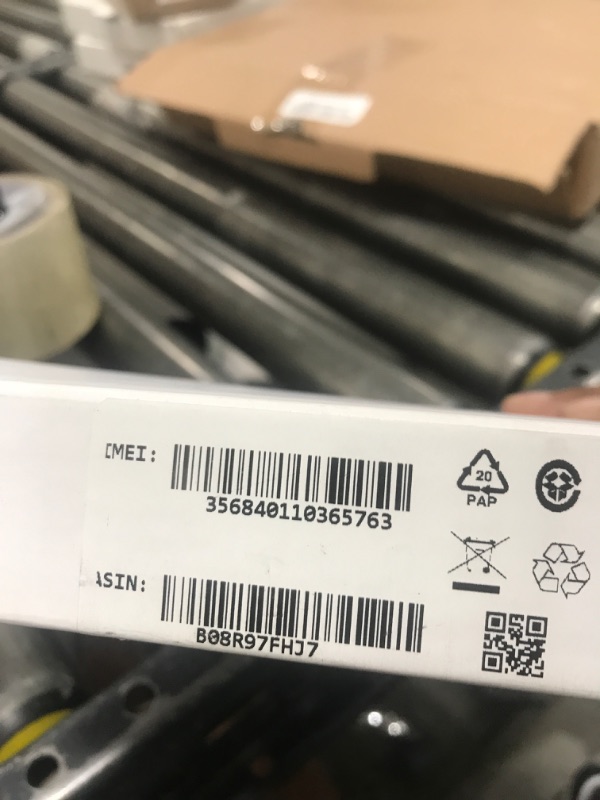 IMEI:
356840110365763
ASIN:
B08R97FHJ7
20
PAP